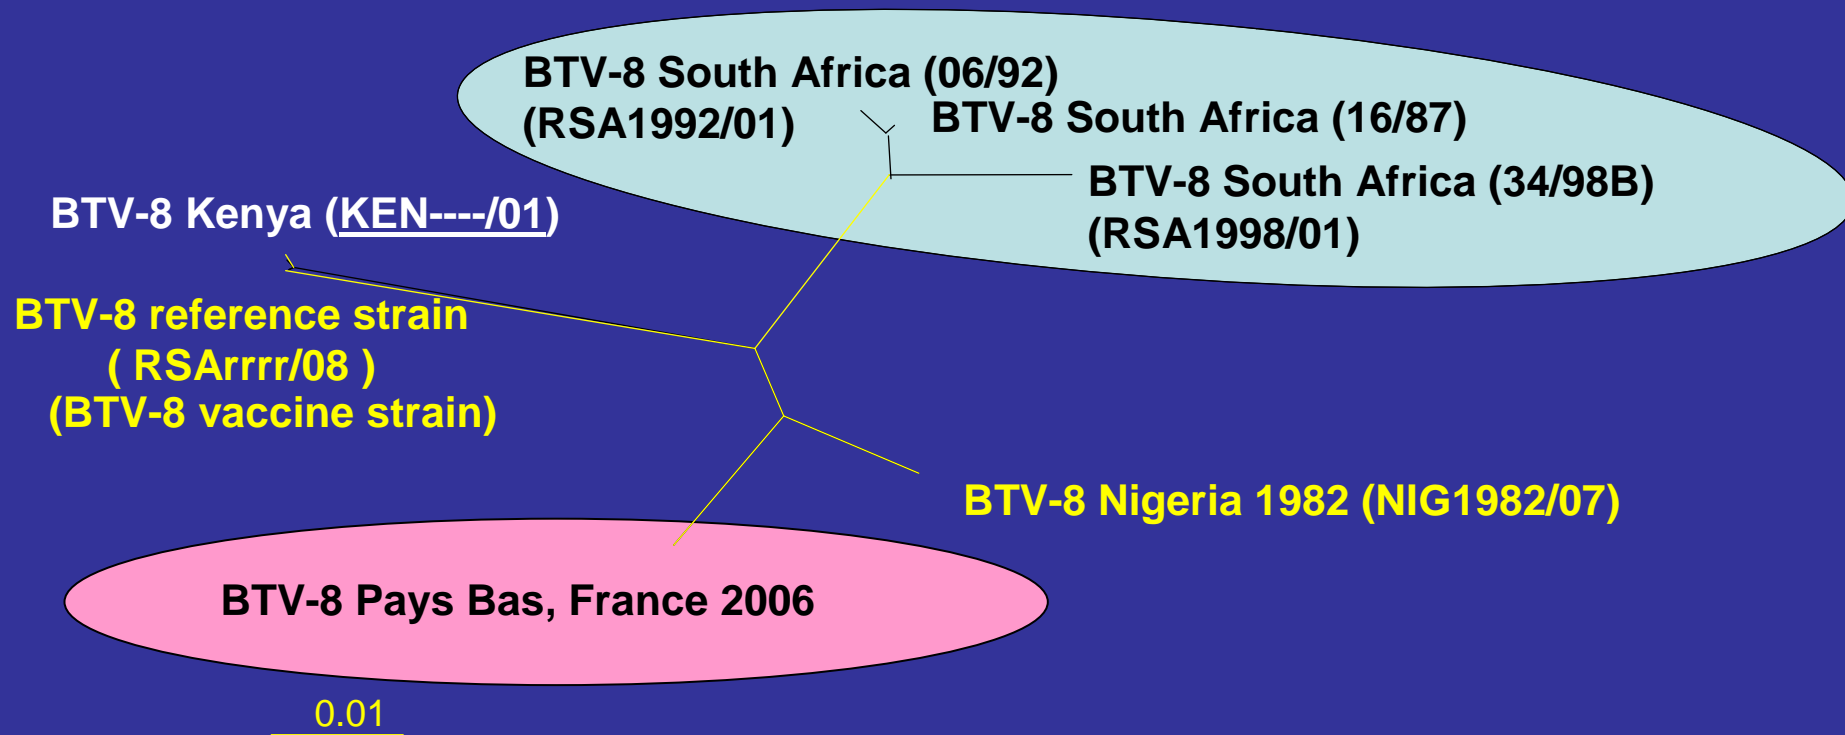 BTV-8 South Africa (06/92)
(RSA1992/01)
BTV-8 South Africa (16/87)
BTV-8 South Africa (34/98B)
(RSA1998/01)
BTV-8 Kenya (KEN----/01)
BTV-8 reference strain
( RSArrrr/08 )
(BTV-8 vaccine strain)
BTV-8 Nigeria 1982 (NIG1982/07)
BTV-8 Pays Bas, France 2006
0.01